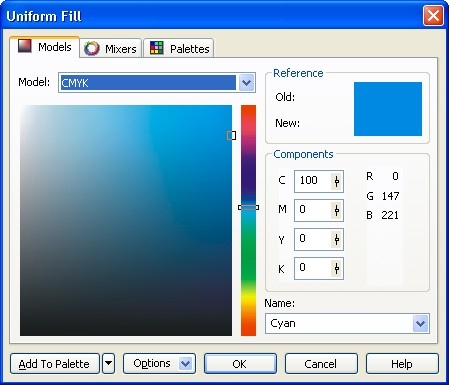 Uniform Fill
Models Mixers Palettes
Model: CMYK
Reference
Old:
New:
Components
C 100 R 0
M 0 G 147
Y 0 B 221
K 0
Name:
Cyan
Add To Palette Options OK Cancel Help